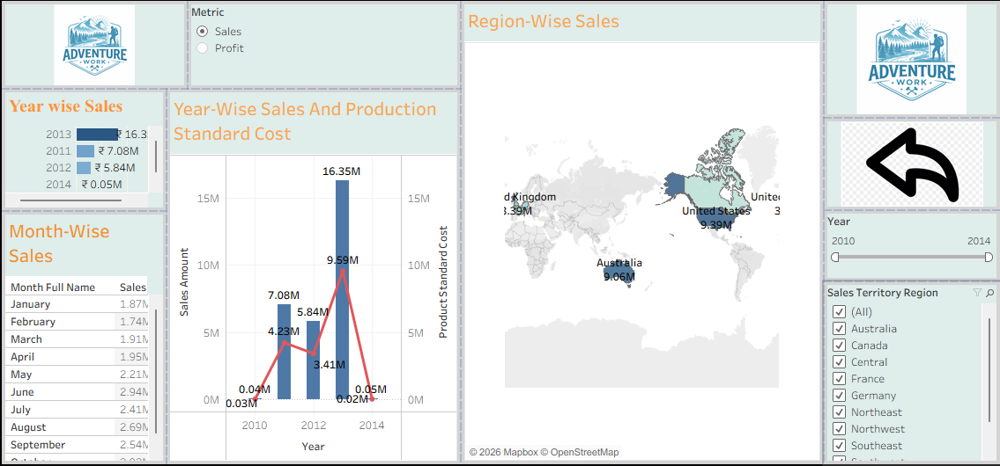 ADVENTURE
WORK
Metric
Sales
Profit
Year wise Sales
2013 ₹ 16.3
2011 ₹ 7.08M
2012 ₹ 5.84M
2014 ₹ 0.05M
Month-Wise
Sales
Month Full Name Sales
January 1.87M
February 1.74M
March 1.91M
April 1.95M
May 2.21M
June 2.94M
July 2.41M
August 2.69M
September 2.54M
Year-Wise Sales And Production
Standard Cost
Sales Amount
15M
10M
5M
0M
16.35M
9.59M
7.08M
5.84M
4.23M
3.41M
0.04M
0.03M
0.05M
0.02M
15M
10M
5M
0M
Product Standard Cost
2010 2012 2014
Year
Region-Wise Sales
d Kingdom
3.39M
United States
9.39M
United
3
Australia
9.06M
© 2026 Mapbox © OpenStreetMap
ADVENTURE
WORK
Year
2010 2014
Sales Territory Region
(All)
Australia
Canada
Central
France
Germany
Northeast
Northwest
Southeast